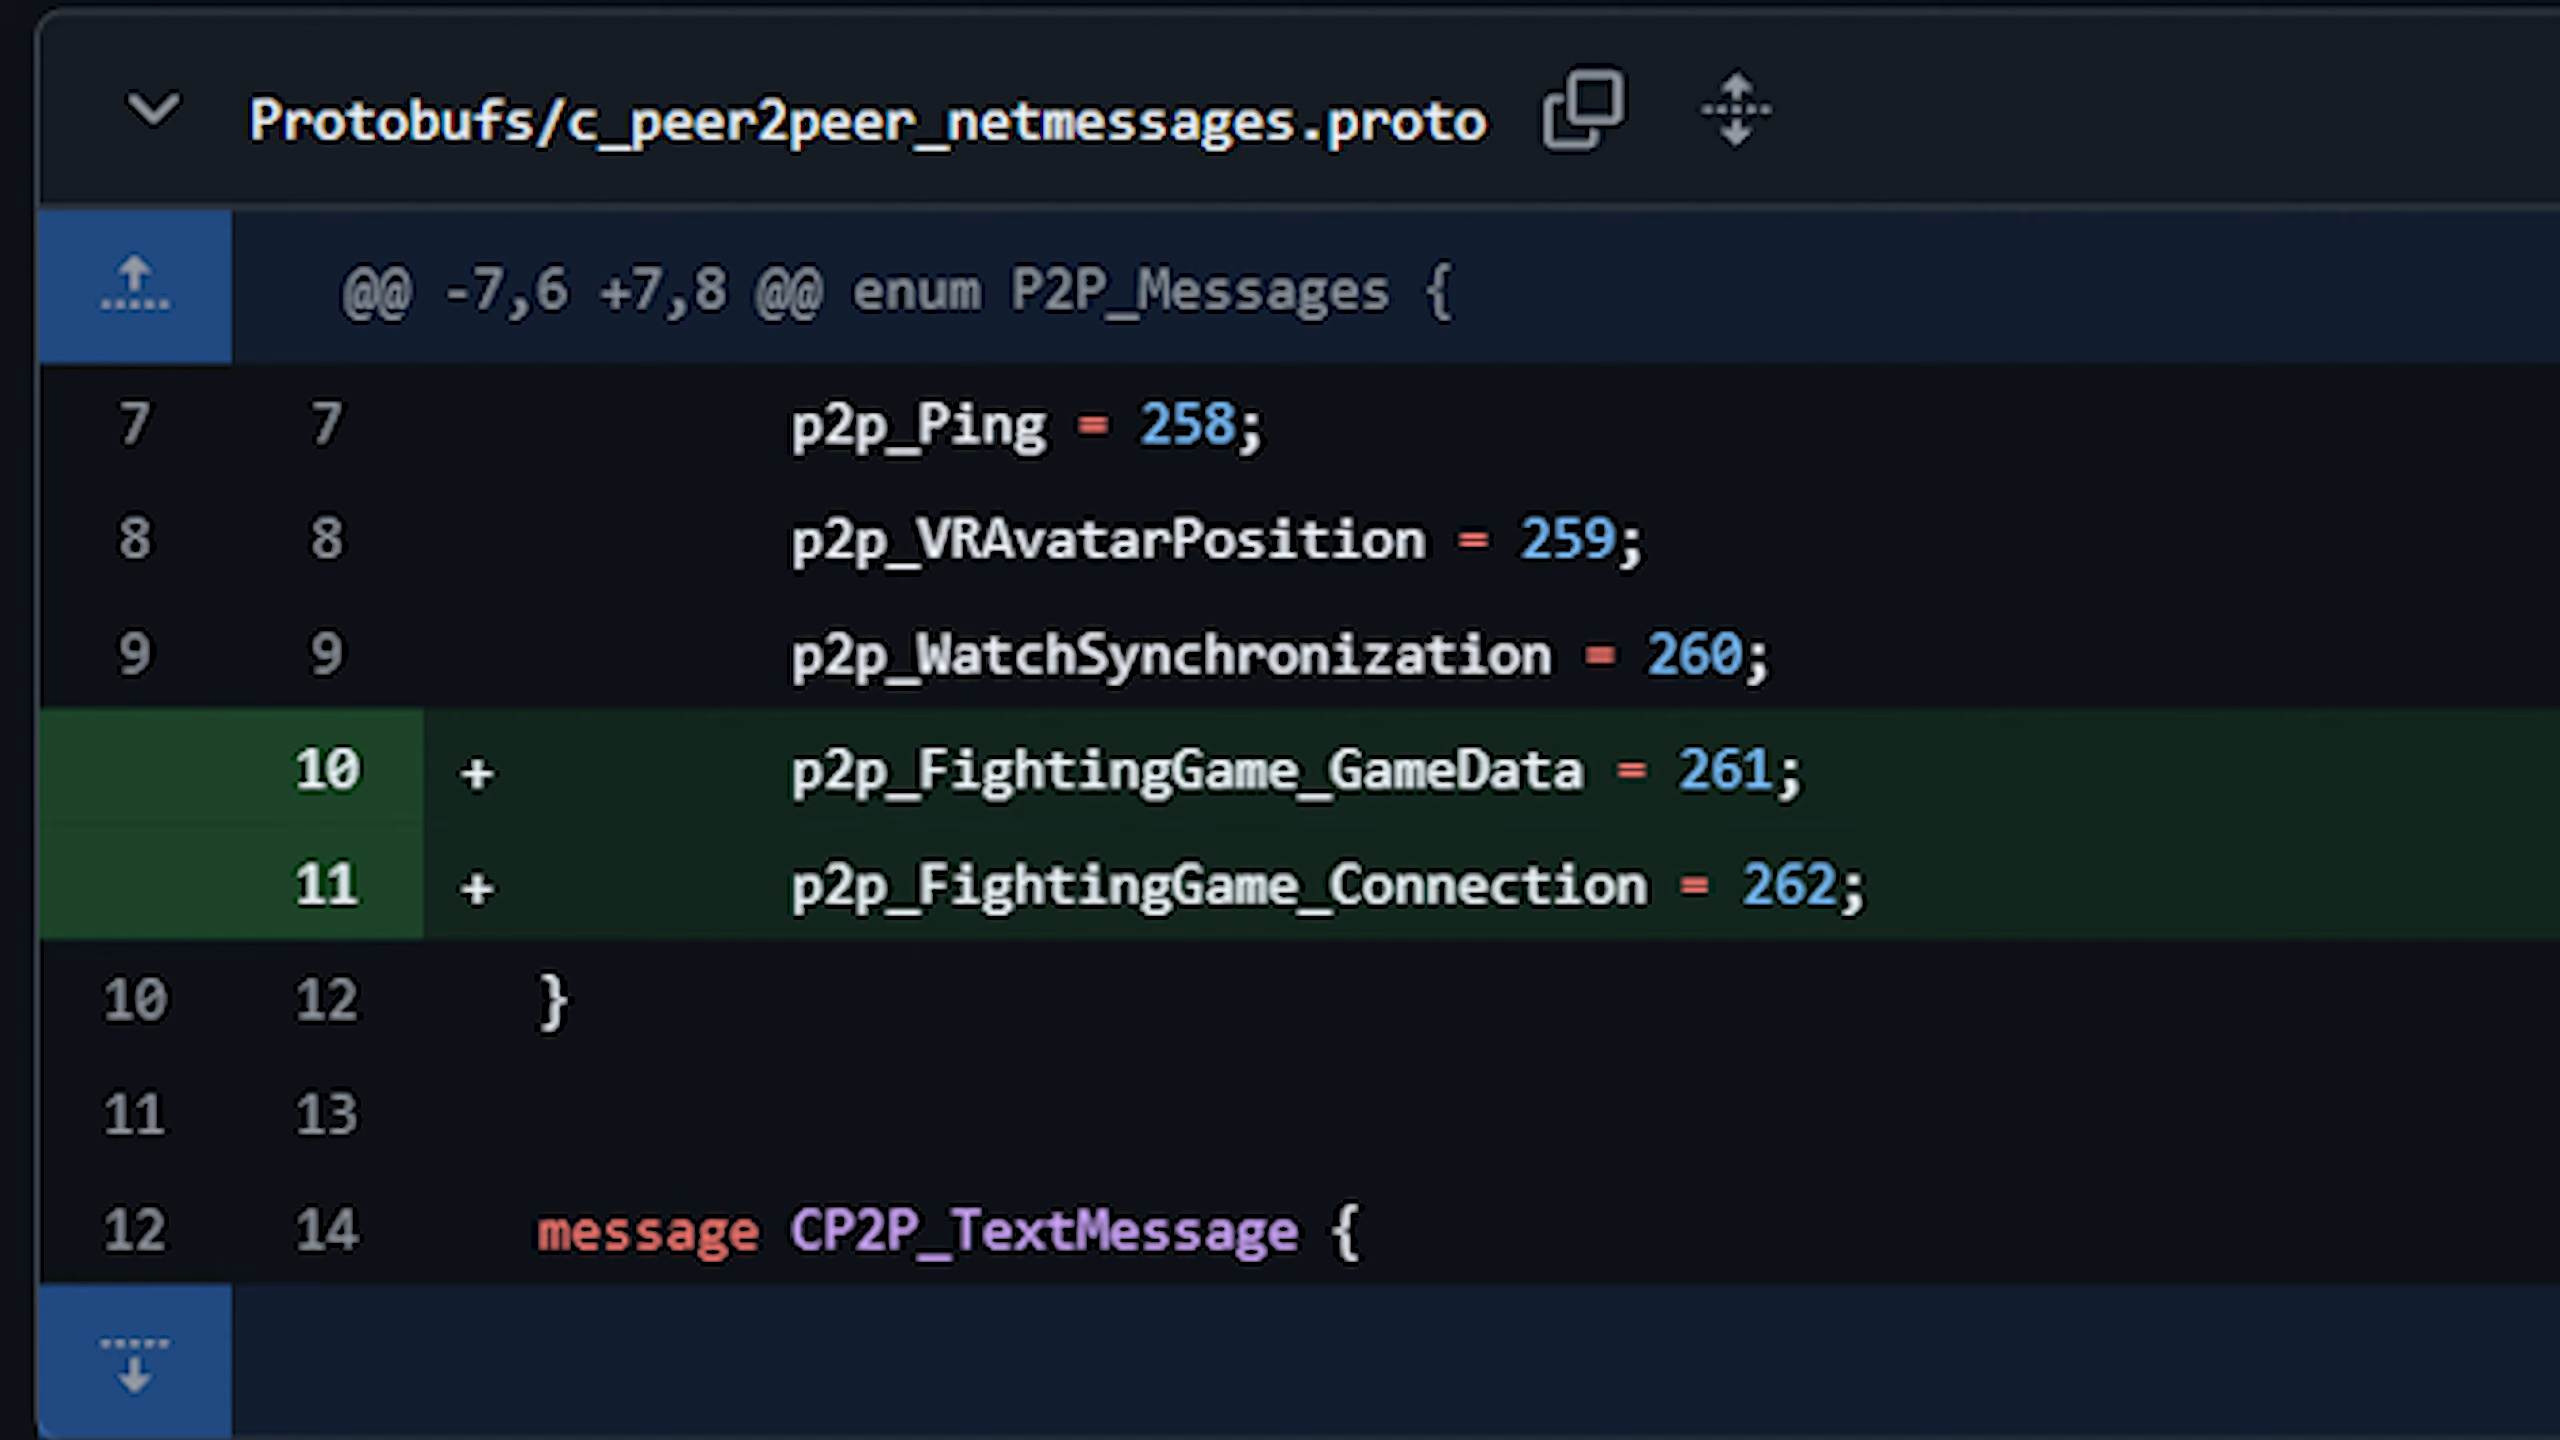 Protobufs/c_peer2peer_netmessages.proto
@@ -7,6 +7,8 @@ enum P2P_Messages {
7 7 p2p_Ping = 258;
8 8 p2p_VRAvatarPosition = 259;
9 9 p2p_WatchSynchronization = 260;
10 + p2p_FightingGame_GameData = 261;
11 + p2p_FightingGame_Connection = 262;
10 12 }
11 13
12 14 message CP2P_TextMessage {